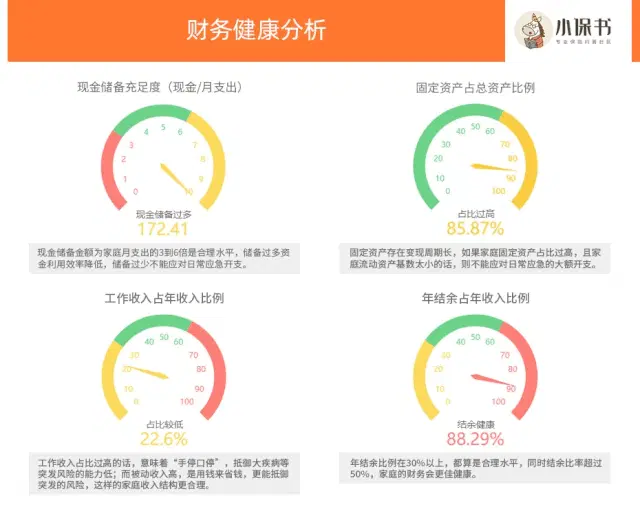 财务健康分析
小保书
专业保险科普社区
现金储备充足度（现金/月支出）
0
1
2
3
4
5
6
7
8
9
10
现金储备过多
172.41
现金储备金额为家庭月支出的3到6倍是合理水平，储备过多资
金利用效率降低，储备过少不能应对日常应急开支。
固定资产占总资产比例
0
10
20
30
40
50
60
70
80
90
100
占比过高
85.87%
固定资产存在变现周期长，如果家庭固定资产占比过高，且家
庭流动资产基数太小的话，则不能应对日常应急的大额开支。
工作收入占年收入比例
0
10
20
30
40
50
60
70
80
90
100
占比较低
22.6%
工作收入占比过高的话，意味着“手停口停”，抵御大疾病等
突发风险的能力低；而被动收入高，是用钱来省钱，更能抵御
突发的风险，这样的家庭收入结构更合理。
年结余占年收入比例
0
10
20
30
40
50
60
70
80
90
100
结余健康
88.29%
年结余比例在30%以上，都算是合理水平，同时结余比率超过
50%，家庭的财务会更佳健康。